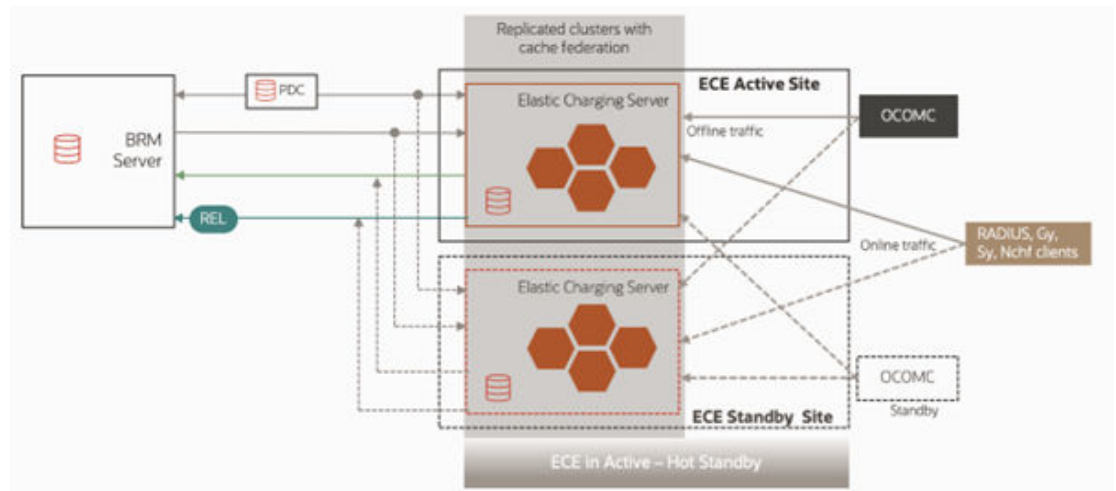 Replicated clusters with
cache federation
ECE Active Site
PDC
Elastic Charging Server
OCOMC
Offline traffic
BRM
Server
REL
RADIUS, Gy,
Sy, Nchf clients
Online traffic
Elastic Charging Server
OCOMC
Standby
ECE Standby Site
ECE in Active – Hot Standby